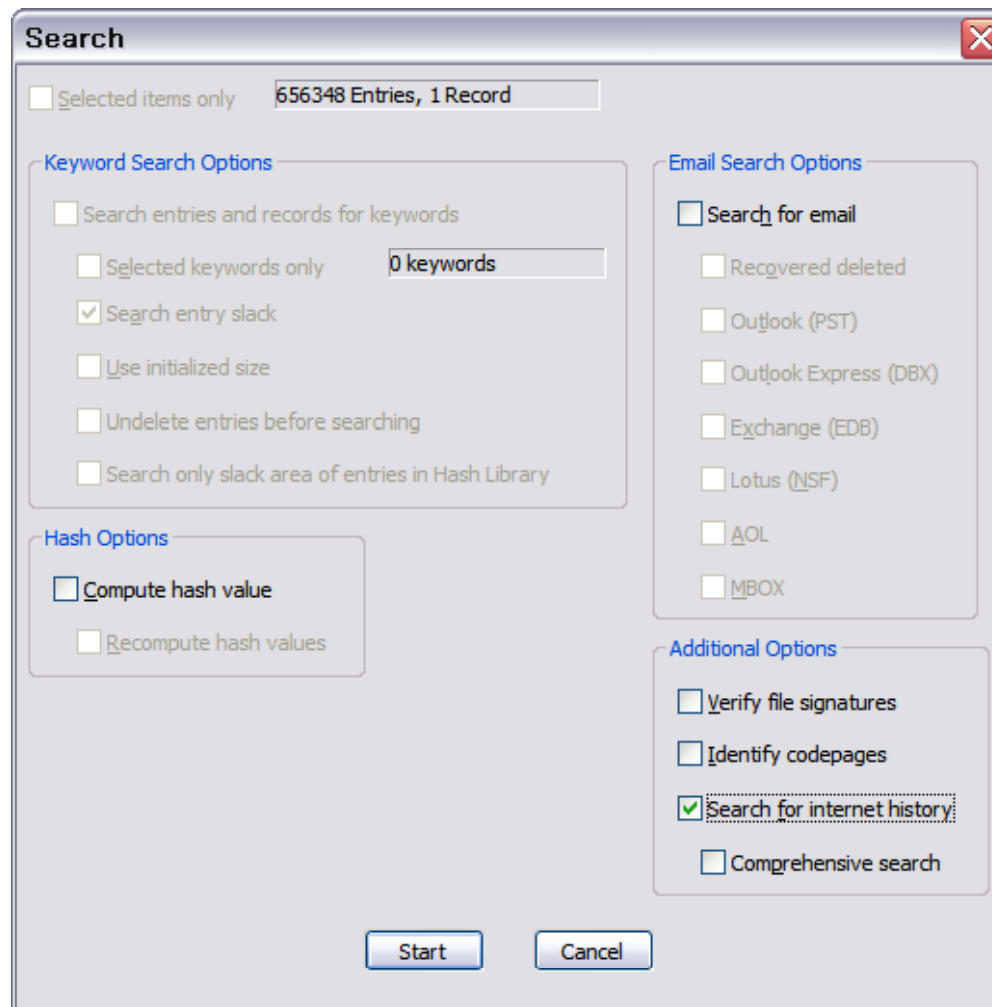 Search
Selected items only
656348 Entries, 1 Record
Keyword Search Options
Search entries and records for keywords
Selected keywords only
0 keywords
Search entry slack
Use initialized size
Undelete entries before searching
Search only slack area of entries in Hash Library
Hash Options
Compute hash value
Recompute hash values
Email Search Options
Search for email
Recovered deleted
Outlook (PST)
Outlook Express (DBX)
Exchange (EDB)
Lotus (NSF)
AOL
MBOX
Additional Options
Verify file signatures
Identify codepages
Search for internet history
Comprehensive search
Start
Cancel